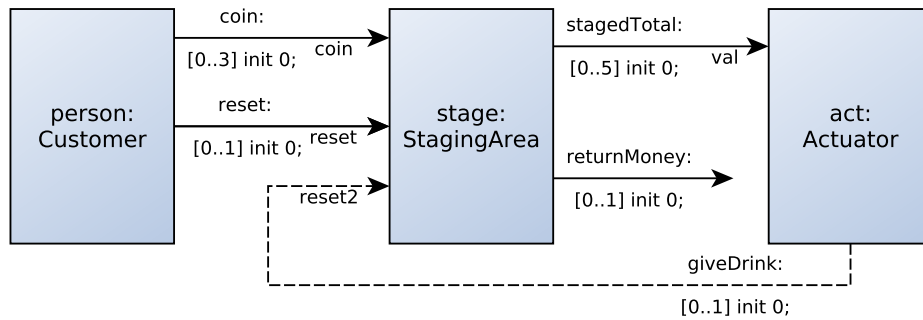 coin:
coin
[0..3] init 0;
reset:
reset
[0..1] init 0;
reset2
person:
Customer
stage:
StagingArea
stagedTotal:
val
[0..5] init 0;
returnMoney:
[0..1] init 0;
act:
Actuator
giveDrink:
[0..1] init 0;